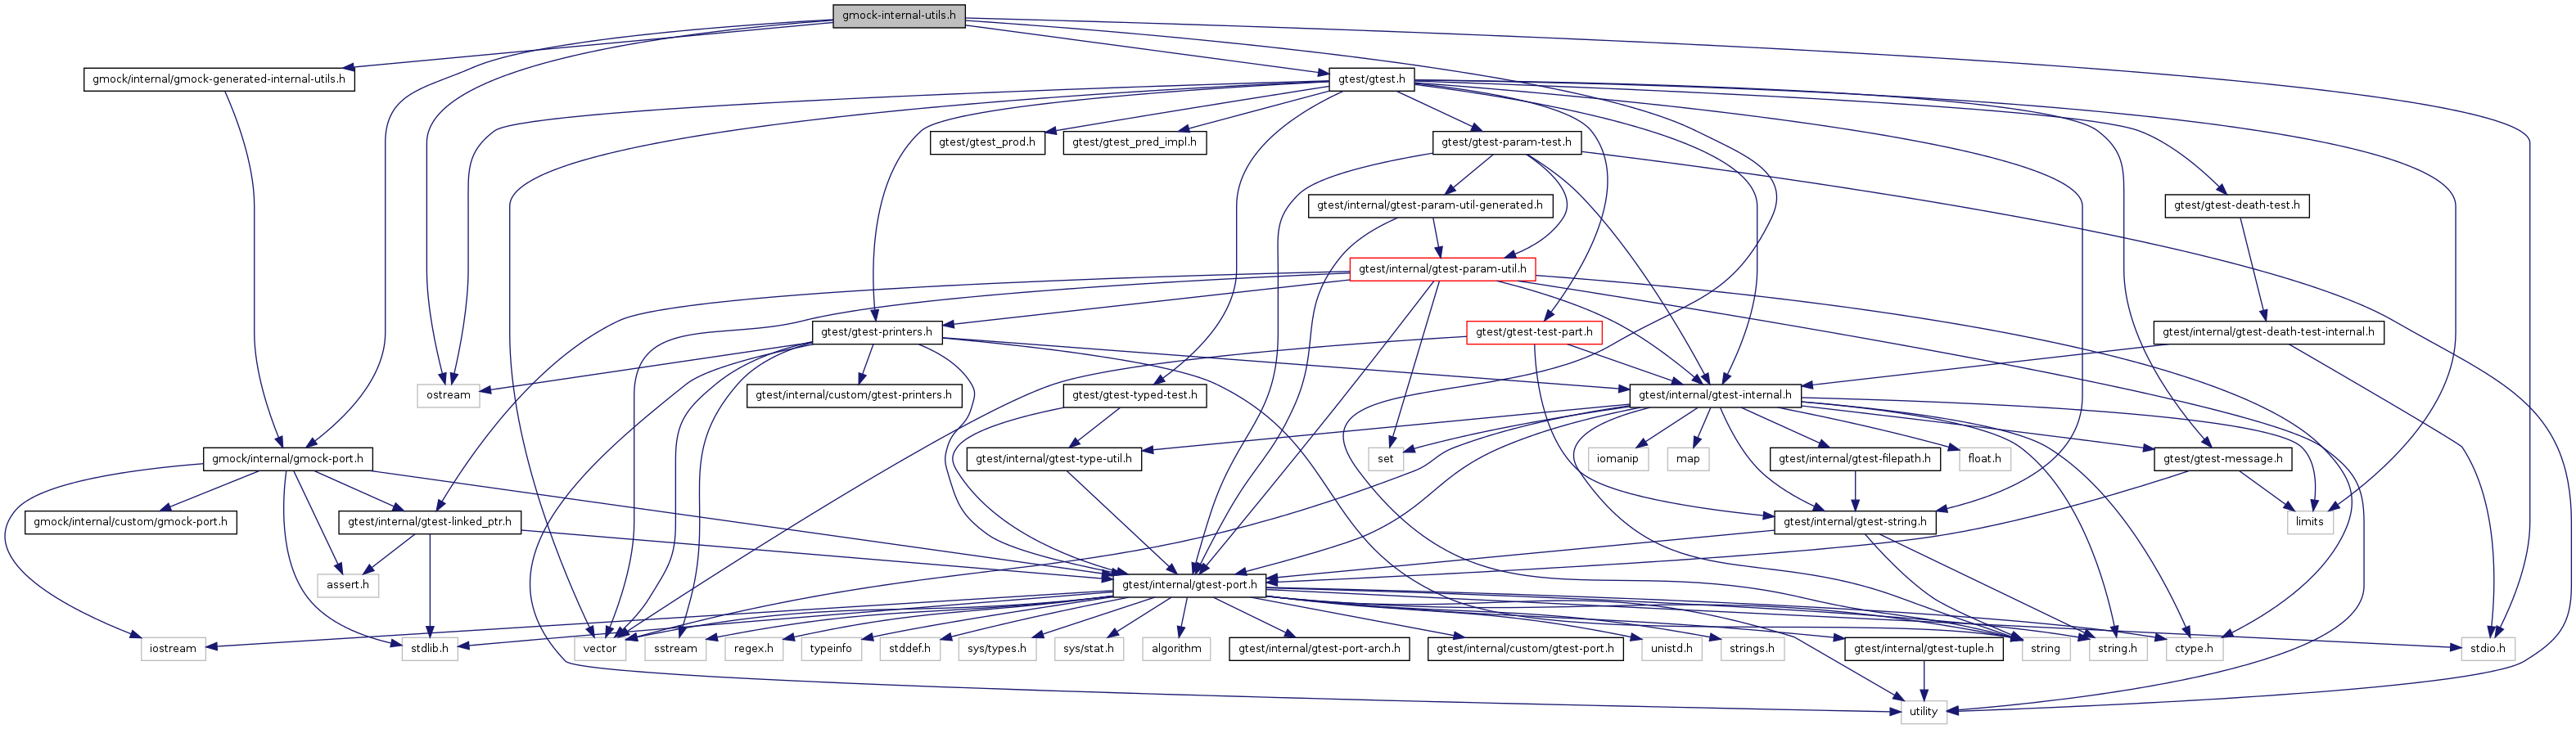 gmock-internal-utils.h
gmock/internal/gmock-generated-internal-utils.h
gtest/gtest.h
gtest/gtest_prod.h
gtest/gtest_pred_impl.h
gtest/gtest-param-test.h
gtest/internal/gtest-param-util-generated.h
gtest/gtest-death-test.h
gtest/internal/gtest-param-util.h
gtest/gtest-printers.h
gtest/gtest-test-part.h
gtest/internal/gtest-death-test-internal.h
ostream
gtest/internal/custom/gtest-printers.h
gtest/gtest-typed-test.h
gtest/internal/gtest-internal.h
gmock/internal/gmock-port.h
gtest/internal/gtest-type-util.h
set
iomanip
map
gtest/internal/gtest-filepath.h
float.h
gtest/gtest-message.h
gmock/internal/custom/gmock-port.h
gtest/internal/gtest-linked_ptr.h
gtest/internal/gtest-string.h
limits
assert.h
gtest/internal/gtest-port.h
iostream
stdlib.h
vector
sstream
regex.h
typeinfo
stddef.h
sys/types.h
sys/stat.h
algorithm
gtest/internal/gtest-port-arch.h
gtest/internal/custom/gtest-port.h
unistd.h
strings.h
gtest/internal/gtest-tuple.h
string
string.h
ctype.h
stdio.h
utility